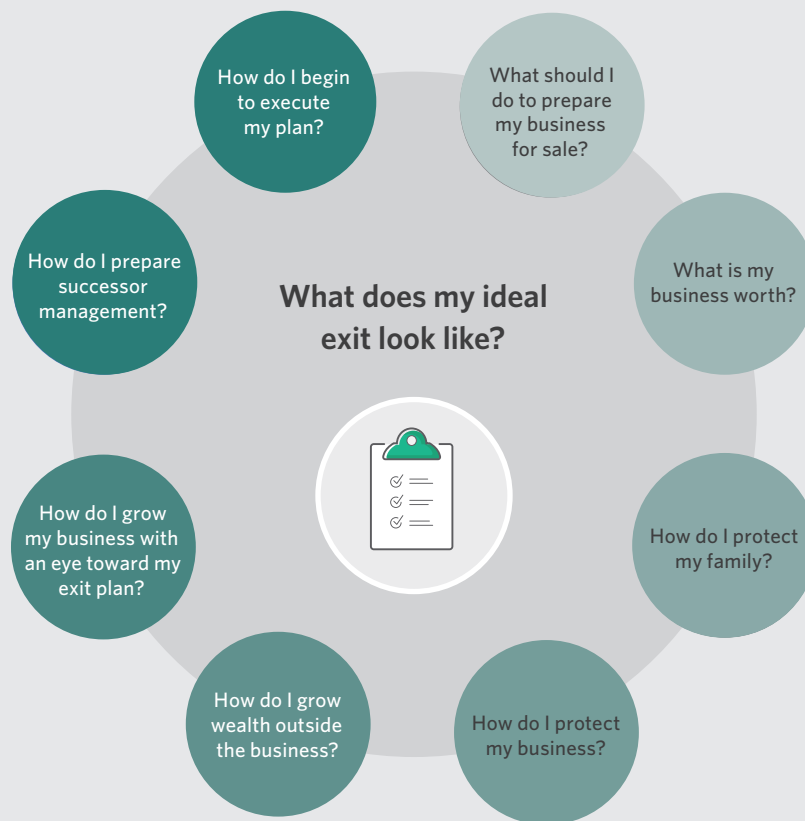 What does my ideal
exit look like?
What should I
do to prepare
my business
for sale?
What is my
business worth?
How do I protect
my family?
How do I protect
my business?
How do I grow
wealth outside
the business?
How do I grow
my business with
an eye toward my
exit plan?
How do I prepare
successor
management?
How do I begin
to execute
my plan?